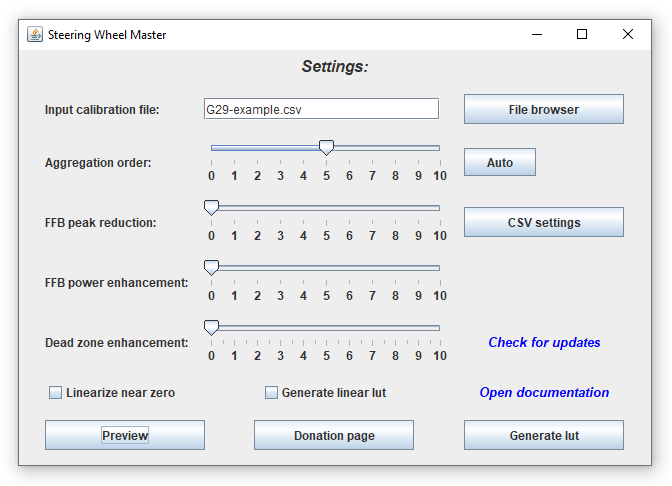 Steering Wheel Master
Settings:
Input calibration file: G29-example.csv File browser
Aggregation order: Auto
0 1 2 3 4 5 6 7 8 9 10
FFB peak reduction: CSV settings
0 1 2 3 4 5 6 7 8 9 10
FFB power enhancement:
0 1 2 3 4 5 6 7 8 9 10
Dead zone enhancement: Check for updates
0 1 2 3 4 5 6 7 8 9 10
Linearize near zero Generate linear lut Open documentation
Preview Donation page Generate lut